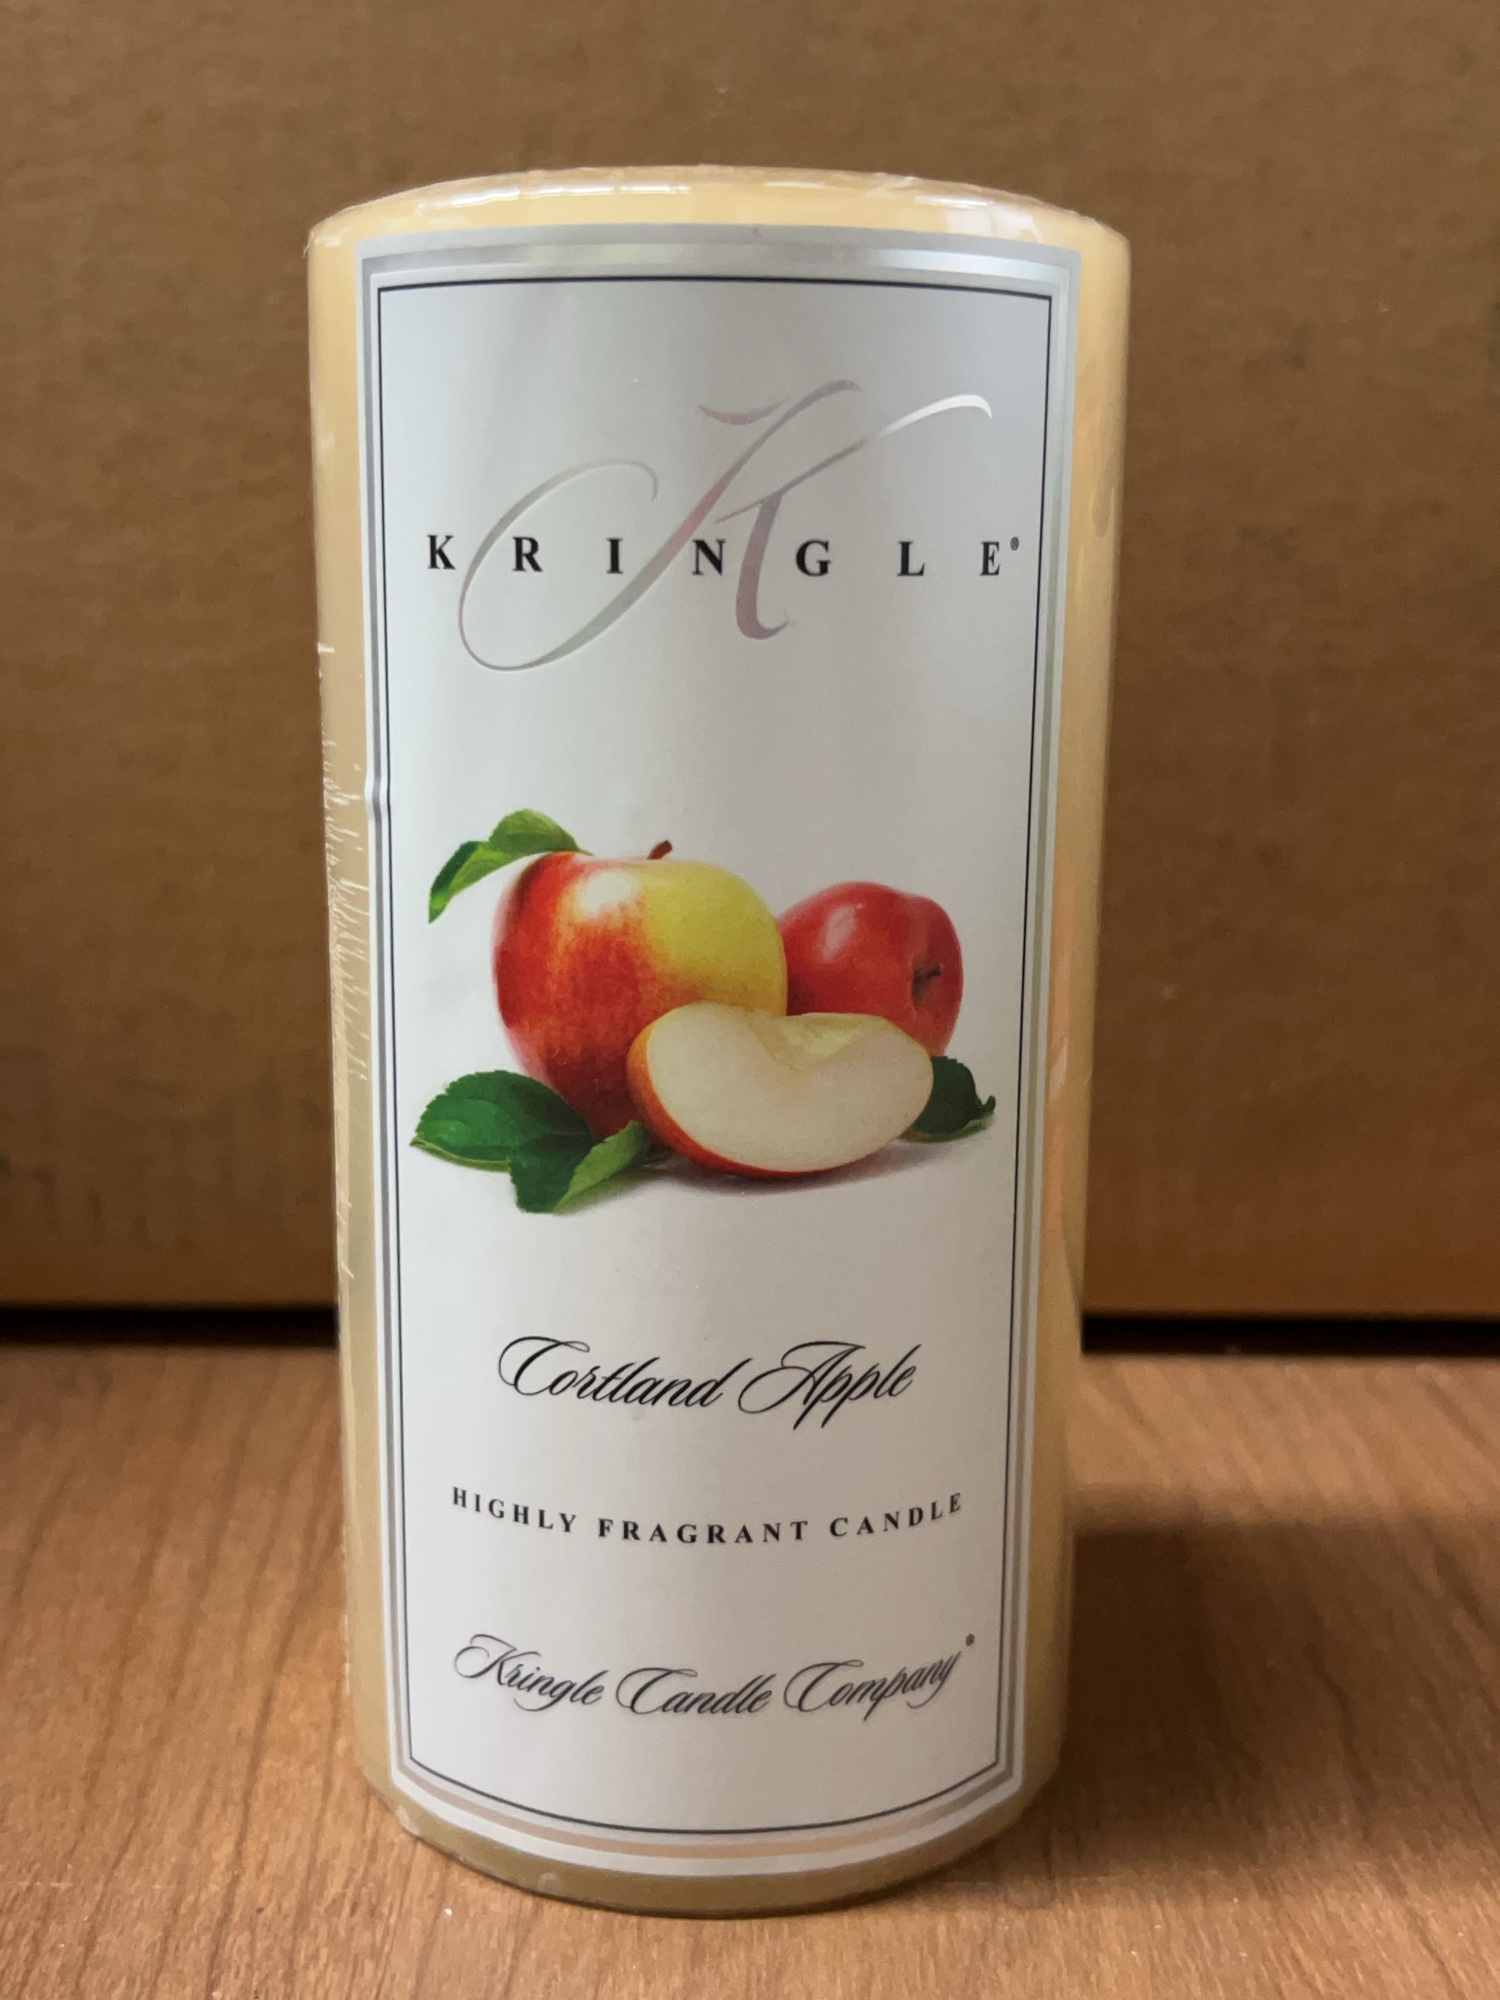 K
KRINGLE®
Cortland Apple
HIGHLY FRAGRANT CANDLE
Kringle Candle Company®